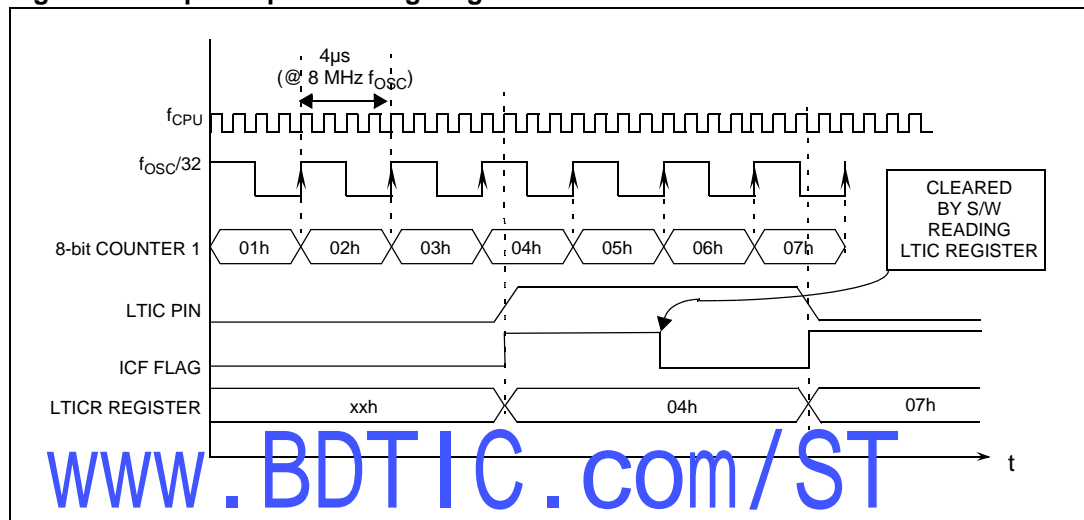 4µs
(@ 8 MHz fOSC)
fCPU
fOSC/32
CLEARED
BY S/W
READING
LTIC REGISTER
8-bit COUNTER 1 01h 02h 03h 04h 05h 06h 07h
LTIC PIN
ICF FLAG
LTICR REGISTER xxh 04h 07h
www.BDTIC.com/ST
t